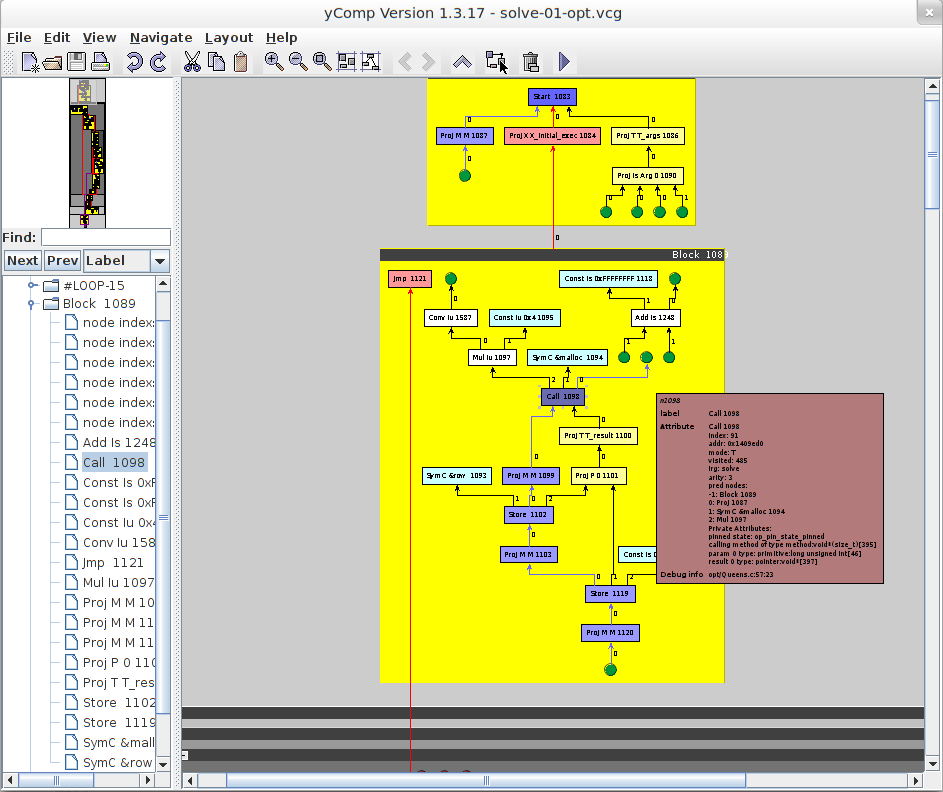 yComp Version 1.3.17 - solve-01-opt.vcg
File Edit View Navigate Layout Help
Find:
Next Prev Label
#LOOP-15
Block 1089
node index:
node index:
node index:
node index:
node index:
node index:
Add Is 1248
Call 1098
Const Is 0xF
Const Is 0xF
Const Iu 0x4
Conv Iu 158
Jmp 1121
Mul Iu 1097
Proj M M 10
Proj M M 11
Proj M M 11
Proj P 0 110
Proj T T_res
Store 1102
Store 1119
SymC &mall
SymC &row
Start 1083
0 0 0
Proj M M 1087 Proj X X_initial_exec 1084 Proj T T_args 1086
0 0
Proj Is Arg 0 1090
0 0 0 1
0
Block 108
Jmp 1121 Const Is 0xFFFFFFFF 1118
0 1 0
Conv Iu 1587 Const Iu 0x4 1095 Add Is 1248
0 1 1 1
Mul Iu 1097 SymC &malloc 1094
2 1 0
Call 1098
0
Proj T T_result 1100
0 0
SymC &row 1093 Proj M M 1099 Proj P 0 1101
1 0 2
Store 1102
0
Proj M M 1103 Const Is 0
0 1 2
Store 1119
0
Proj M M 1120
0
n1098
label Call 1098
Attribute Call 1098
index: 91
addr: 0x1409ed0
mode: T
visited: 485
irg: solve
arity: 3
pred nodes:
-1: Block 1089
0: Proj 1087
1: SymC &malloc 1094
2: Mul 1097
Private Attributes:
pinned state: op_pin_state_pinned
calling method of type method:void*(size_t)[395]
param 0 type: primitive:long unsigned int[46]
result 0 type: pointer:void*[397]
Debug info opt/Queens.c:57:23